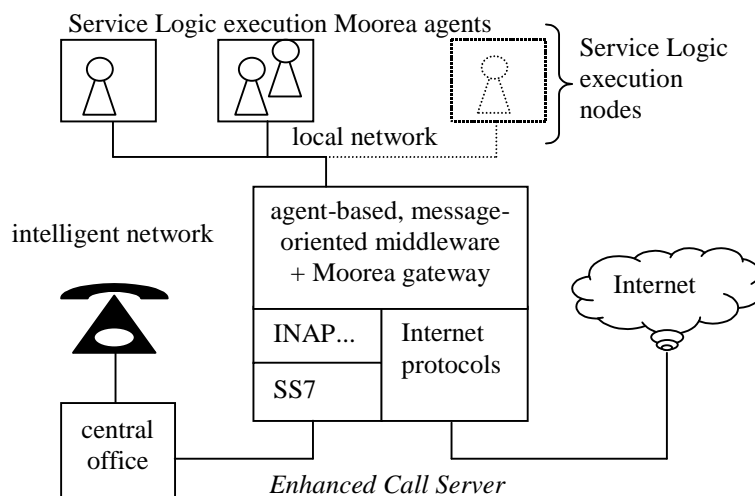 Service Logic execution Moorea agents
Service Logic
execution
nodes
local network
agent-based, message-
oriented middleware
+ Moorea gateway
intelligent network
Internet
INAP...
Internet
protocols
SS7
central
office
Enhanced Call Server